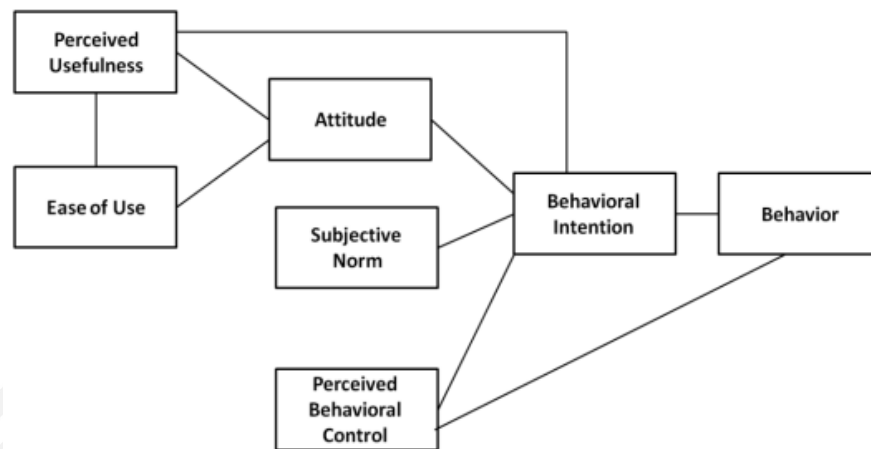 Perceived
Usefulness
Attitude
Ease of Use
Subjective
Norm
Behavioral
Intention
Behavior
Perceived
Behavioral
Control